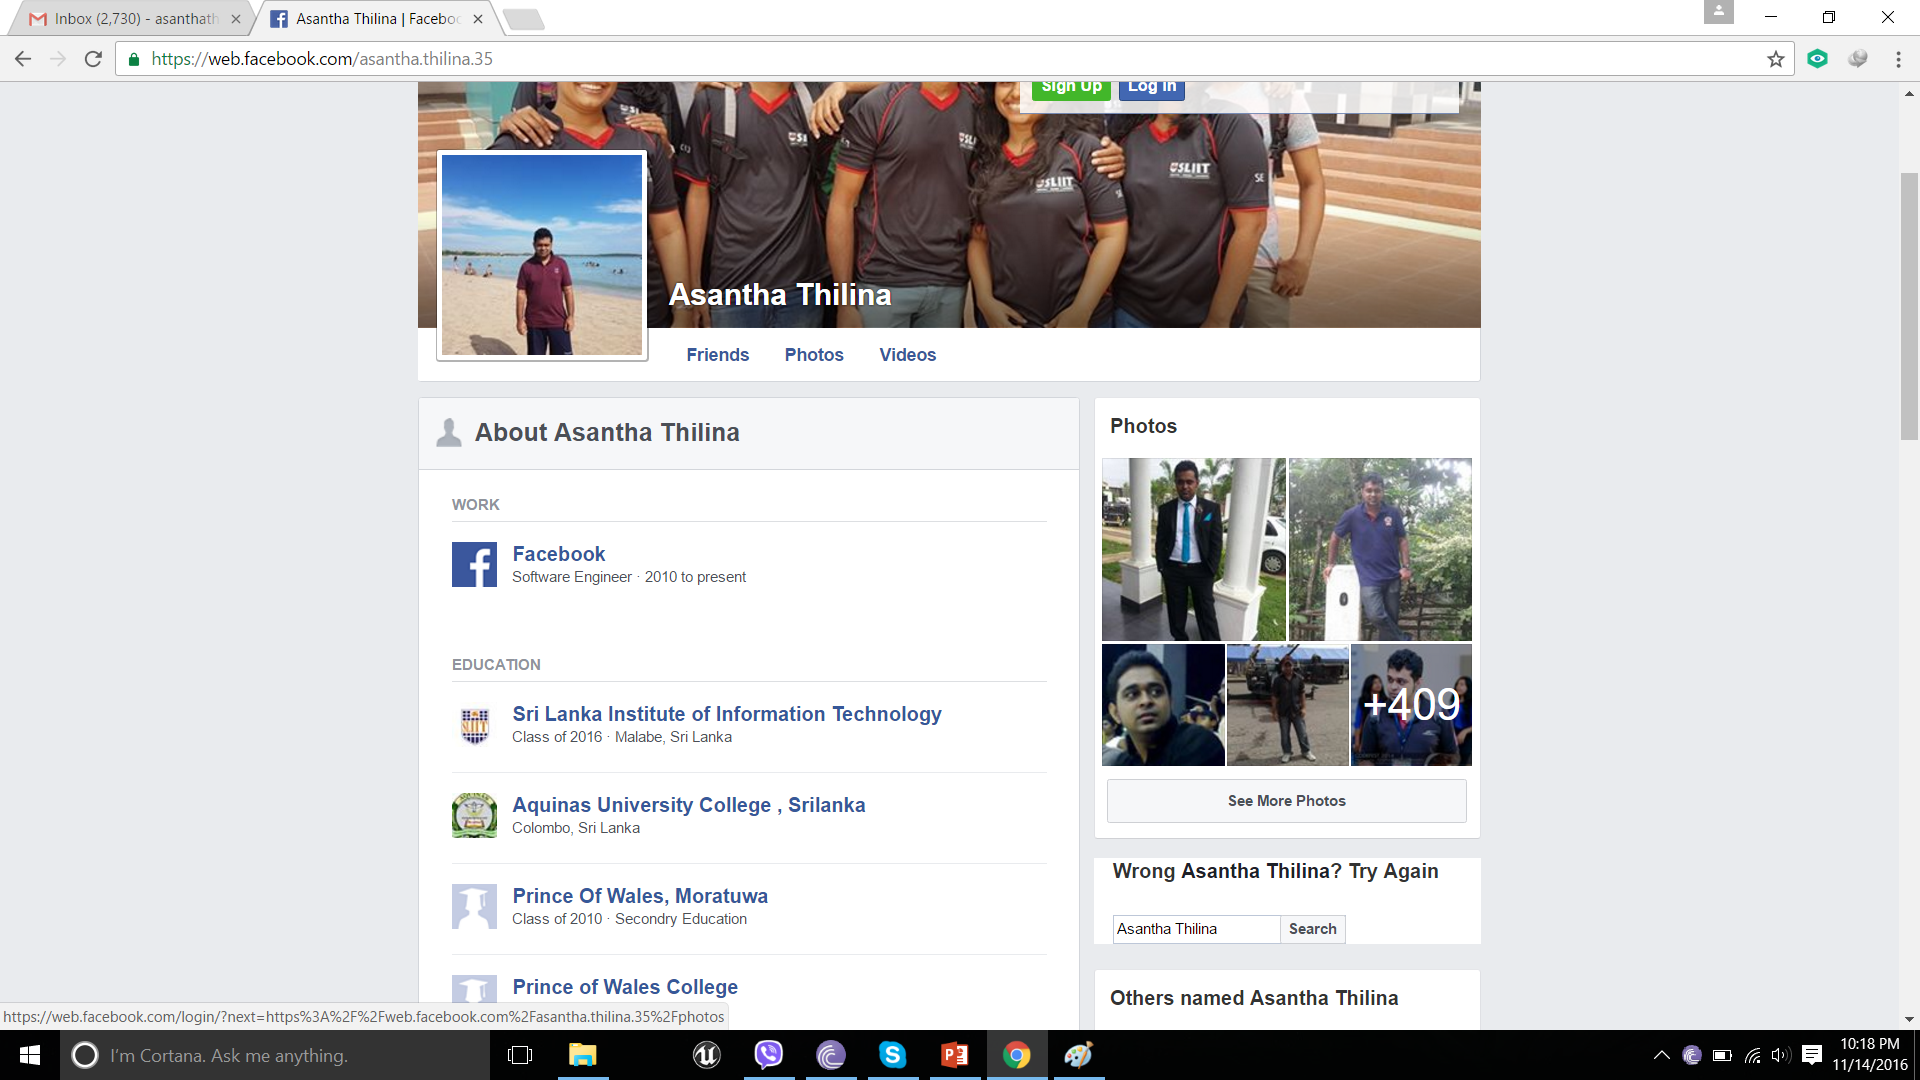 Inbox (2,730) - asanthath
Asantha Thilina | Faceboo
https://web.facebook.com/asantha.thilina.35
Sign Up
Log In
SLIIT
SLIIT
SE
Asantha Thilina
Friends
Photos
Videos
About Asantha Thilina
WORK
Facebook
Software Engineer · 2010 to present
EDUCATION
Sri Lanka Institute of Information Technology
Class of 2016 · Malabe, Sri Lanka
Aquinas University College , Srilanka
Colombo, Sri Lanka
Prince Of Wales, Moratuwa
Class of 2010 · Secondry Education
Prince of Wales College
Photos
0
+409
See More Photos
Wrong Asantha Thilina? Try Again
Asantha Thilina
Search
Others named Asantha Thilina
https://web.facebook.com/login/?next=https%3A%2F%2Fweb.facebook.com%2Fasantha.thilina.35%2Fphotos
I'm Cortana. Ask me anything.
10:18 PM
11/14/2016